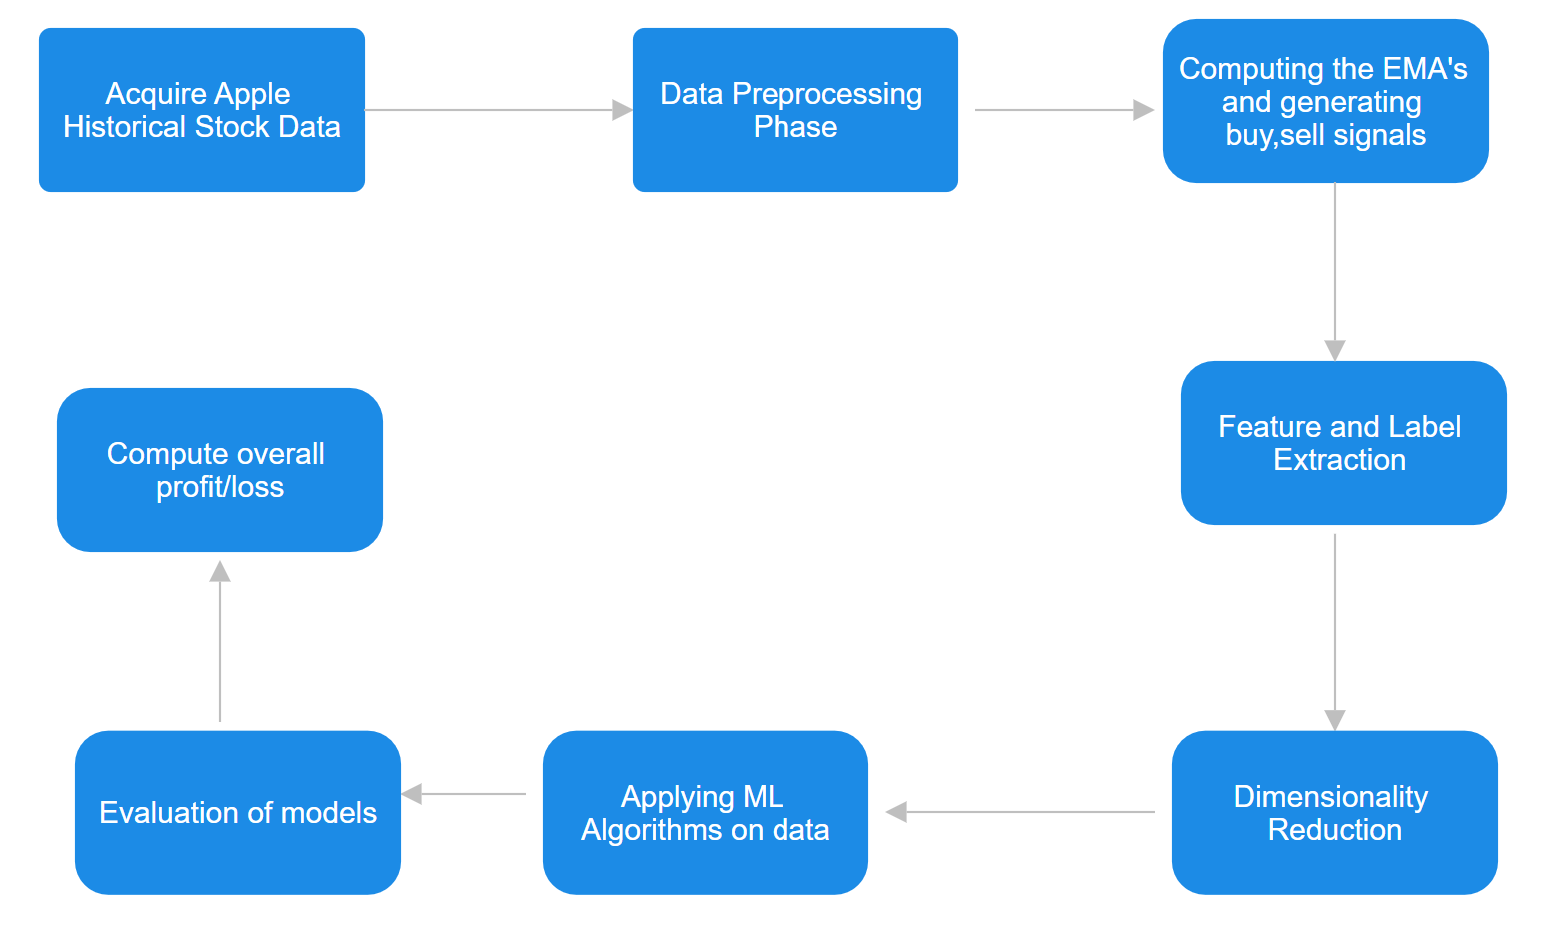 Acquire Apple
Historical Stock Data
Data Preprocessing
Phase
Computing the EMA's
and generating
buy,sell signals
Feature and Label
Extraction
Dimensionality
Reduction
Applying ML
Algorithms on data
Evaluation of models
Compute overall
profit/loss